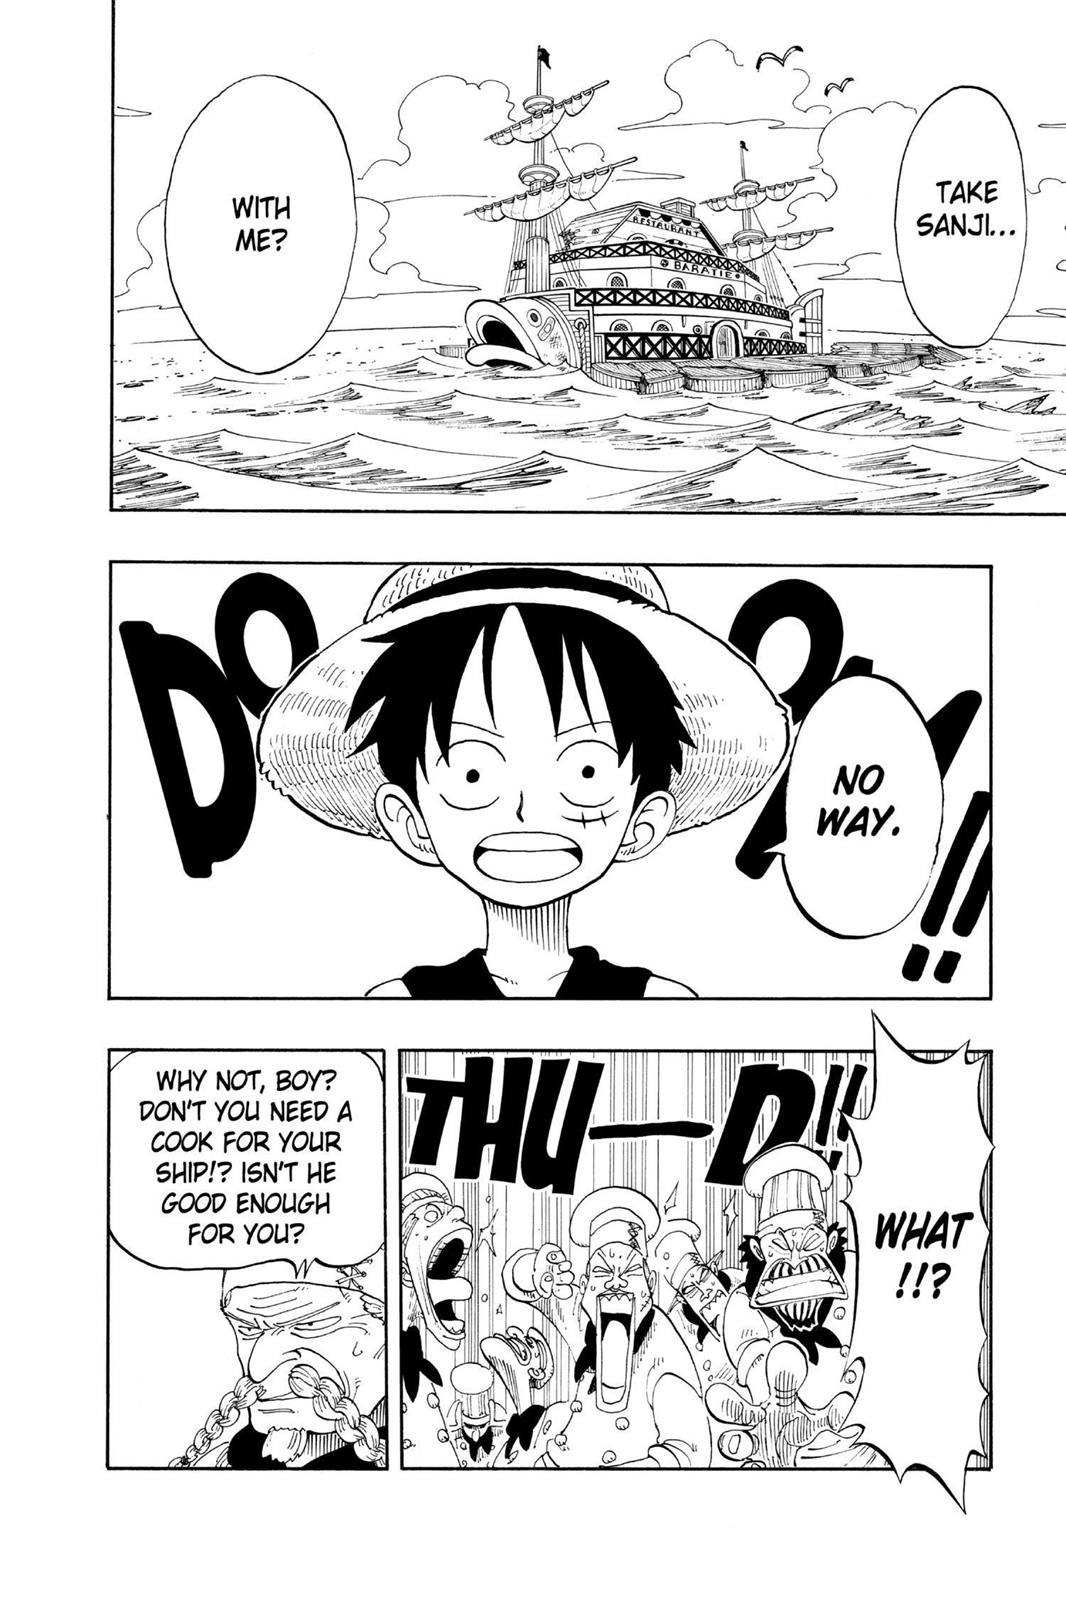 TAKE
SANJI...
WITH
ME?
RESTAURANT
BARATIE
NO
WAY.
WHAT
!!?
THU—D!!
WHY NOT, BOY?
DON'T YOU NEED A
COOK FOR YOUR
SHIP!? ISN'T HE
GOOD ENOUGH
FOR YOU?